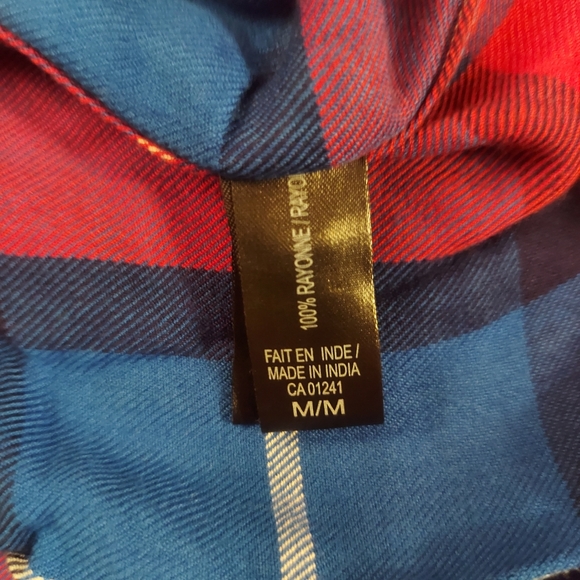 100% RAYONNE / RAYO
FAIT EN INDE /
MADE IN INDIA
CA 01241
M/M